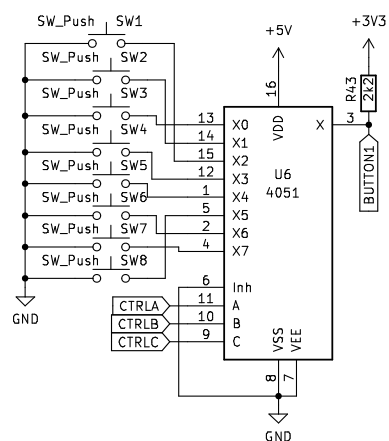 SW_Push SW1
SW2
SW_Push SW3
SW_Push SW4
SW_Push SW5
SW_Push SW6
SW_Push SW7
SW_Push SW8
GND
+5V
+3V3
R43
2k2
BUTTON1
16
VDD
3
X
U6
4051
13 X0
14 X1
15 X2
12 X3
1 X4
5 X5
2 X6
4 X7
6 Inh
CTRLA 11 A
CTRLB 10 B
CTRLC 9 C
VSS
VEE
8
7
GND